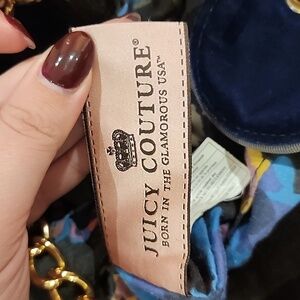 JUICY COUTURE®
BORN IN THE GLAMOROUS USA™